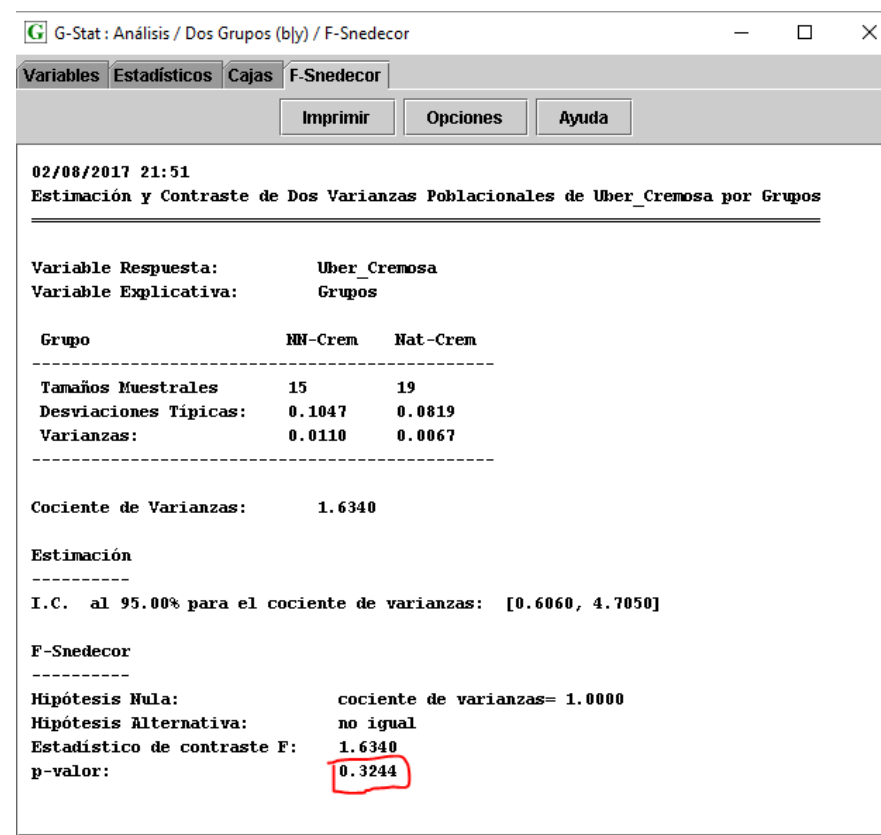 G G-Stat : Análisis / Dos Grupos (b|y) / F-Snedecor
Variables Estadísticos Cajas F-Snedecor
Imprimir Opciones Ayuda
02/08/2017 21:51
Estimación y Contraste de Dos Varianzas Poblacionales de Uber_Cremosa por Grupos
Variable Respuesta: Uber_Cremosa
Variable Explicativa: Grupos
Grupo NN-Crem Nat-Crem
Tamaños Muestrales 15 19
Desviaciones Típicas: 0.1047 0.0819
Varianzas: 0.0110 0.0067
Cociente de Varianzas: 1.6340
Estimación
I.C. al 95.00% para el cociente de varianzas: [0.6060, 4.7050]
F-Snedecor
Hipótesis Nula: cociente de varianzas= 1.0000
Hipótesis Alternativa: no igual
Estadístico de contraste F: 1.6340
p-valor: 0.3244